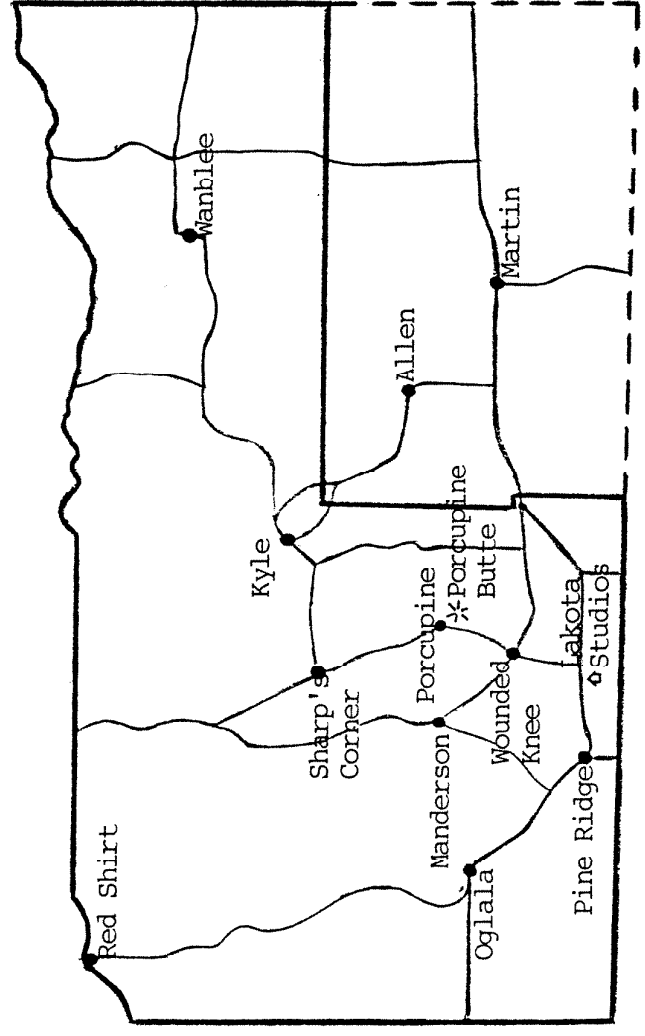 Red Shirt
Wanblee
Kyle
Sharp's
Corner
Allen
Porcupine
Porcupine
Butte
Manderson
Martin
Wounded
Knee
Oglala
Lakota
Studios
Pine Ridge